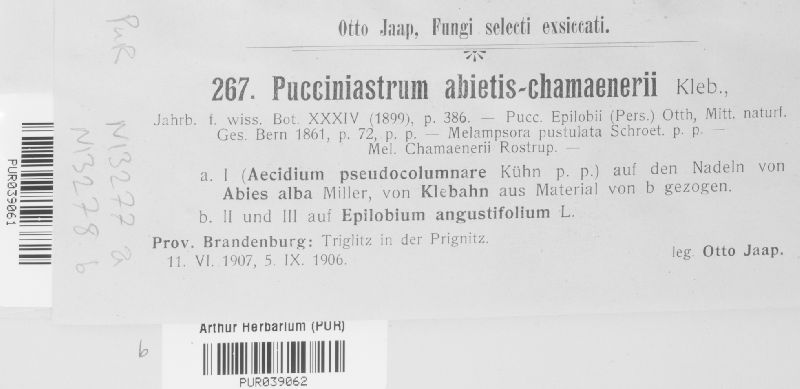 Otto Jaap, Fungi selecti exsiccati.
267. Pucciniastrum abietis-chamaenerii Kleb.,
Jahrb. f. wiss. Bot. XXXIV (1899), p. 386. — Pucc. Epilobii (Pers.) Otth, Mitt. naturf.
Ges. Bern 1861, p. 72, p. p. — Melampsora pustulata Schroet. p. p. —
Mel. Chamaenerii Rostrup. —
a. I (Aecidium pseudocolumnare Kühn p. p.) auf den Nadeln von
Abies alba Miller, von Klebahn aus Material von b gezogen.
b. II und III auf Epilobium angustifolium L.
Prov. Brandenburg: Triglitz in der Prignitz.
11. VI. 1907, 5. IX. 1906.
leg. Otto Jaap.
PUR
N13277 a
N13278 b
PUR039061
b
Arthur Herbarium (PUR)
PUR039062